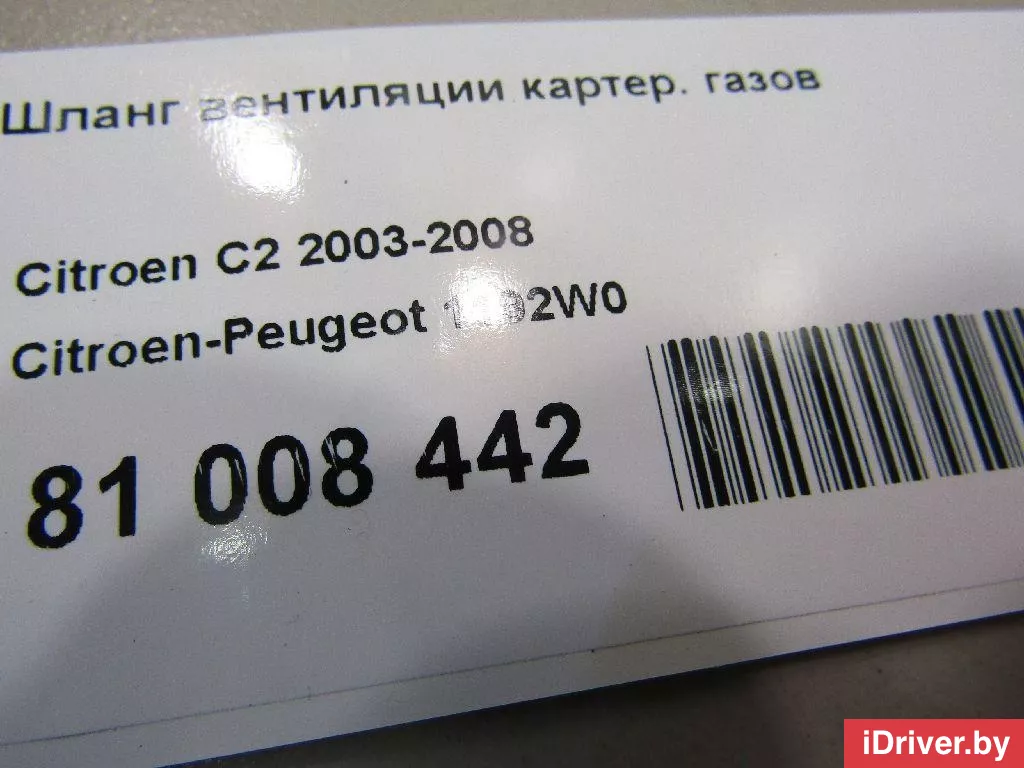 Шланг вентиляции картер. газов
Citroen C2 2003-2008
Citroen-Peugeot
81 008 442
iDriver.by